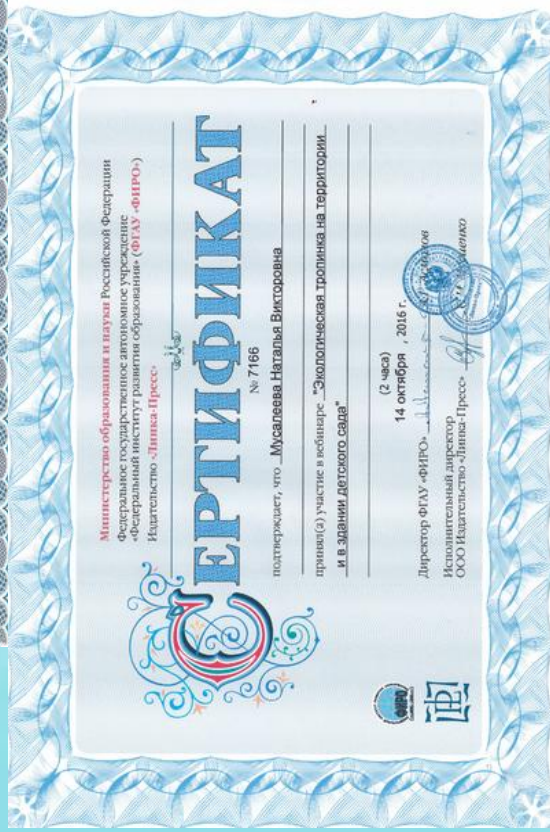 Министерство образования и науки Российской Федерации
Федеральное государственное автономное учреждение
«Федеральный институт развития образования» (ФГАУ «ФИРО»)
Издательство «Линка-Пресс»
СЕРТИФИКАТ
№ 7166
подтверждает, что Мусалеева Наталья Викторовна
принял(а) участие в вебинаре "Экологическая тропинка на территории
и в здании детского сада"
(2 часа)
14 октября , 2016 г.
Директор ФГАУ «ФИРО»
Исполнительный директор
ООО Издательство «Линка-Пресс»
ФИРО